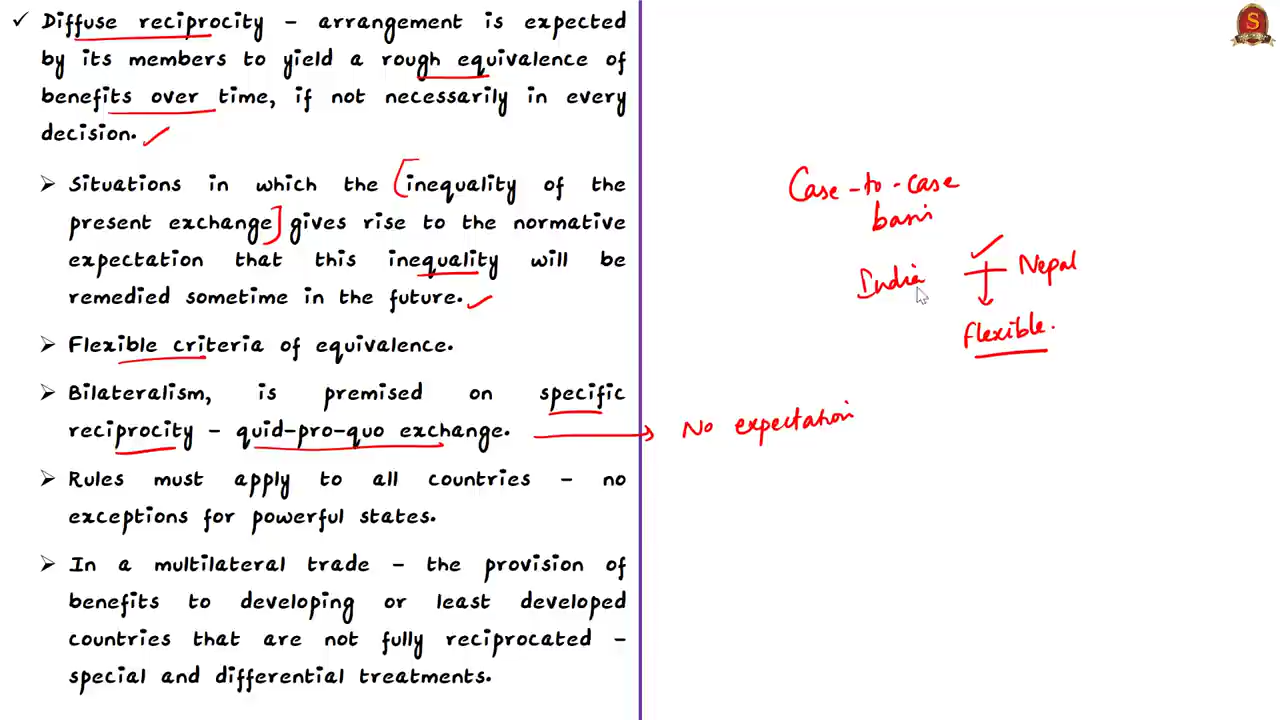 ✓ Diffuse reciprocity – arrangement is expected
by its members to yield a rough equivalence of
benefits over time, if not necessarily in every
decision.
➢ Situations in which the inequality of the
present exchange gives rise to the normative
expectation that this inequality will be
remedied sometime in the future.
➢ Flexible criteria of equivalence.
➢ Bilateralism, is premised on specific
reciprocity – quid-pro-quo exchange.
➢ Rules must apply to all countries – no
exceptions for powerful states.
➢ In a multilateral trade – the provision of
benefits to developing or least developed
countries that are not fully reciprocated –
special and differential treatments.
S
Case-to-case
basis
India Nepal
flexible.
No expectation